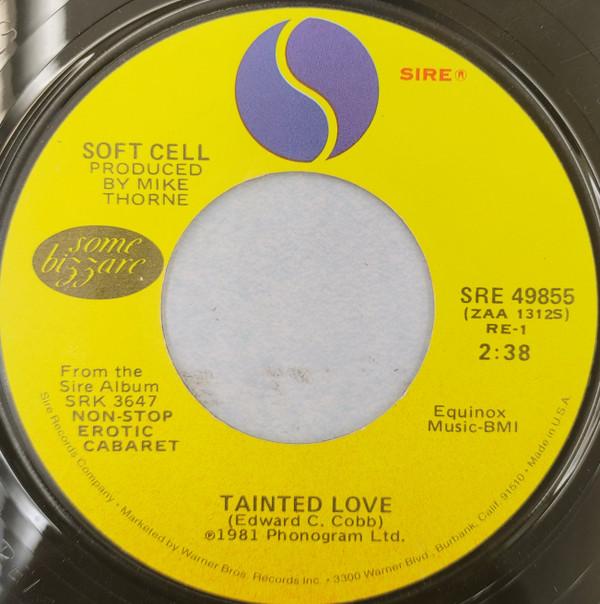 SIRE®
SOFT CELL
PRODUCED
BY MIKE
THORNE
some
bizzare
SRE 49855
(ZAA 1312S)
RE-1
2:38
From the
Sire Album
SRK 3647
NON-STOP
EROTIC
CABARET
Equinox
Music-BMI
TAINTED LOVE
(Edward C. Cobb)
℗1981 Phonogram Ltd.
Sire Records Company • Marketed by Warner Bros. Records Inc. • 3300 Warner Blvd., Burbank, Calif. 91510 • Made in U.S.A.